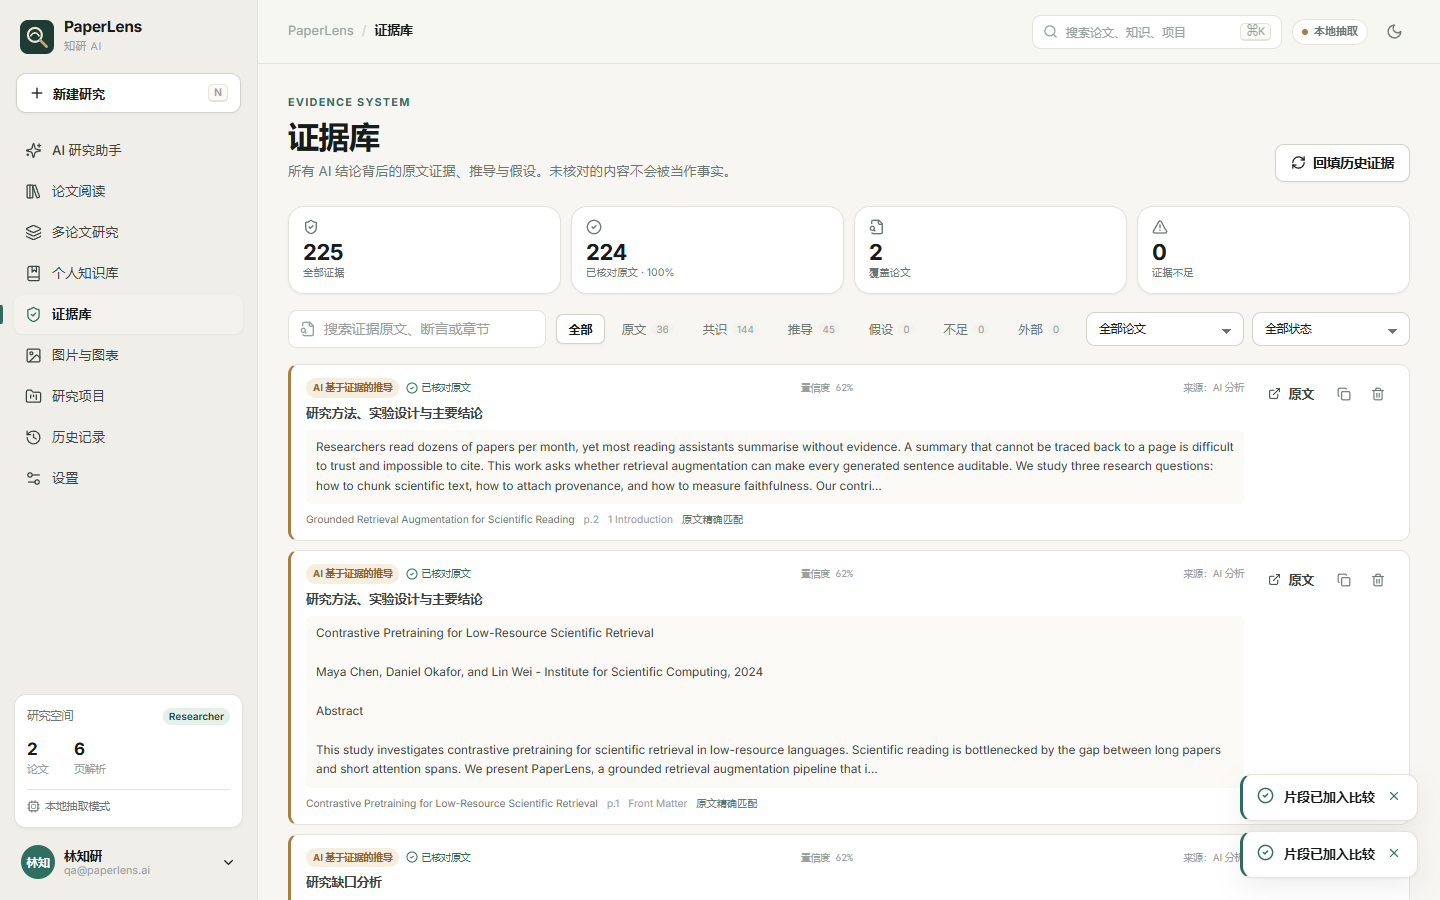 PaperLens
知研 AI
新建研究 N
AI 研究助手
论文阅读
多论文研究
个人知识库
证据库
图片与图表
研究项目
历史记录
设置
研究空间 Researcher
2 6
论文 页解析
本地抽取模式
林知 林知研
qa@paperlens.ai
PaperLens / 证据库
搜索论文、知识、项目 ⌘K
本地抽取
EVIDENCE SYSTEM
证据库
所有 AI 结论背后的原文证据、推导与假设。未核对的内容不会被当作事实。
回填历史证据
225
全部证据
224
已核对原文 · 100%
2
覆盖论文
0
证据不足
搜索证据原文、断言或章节
全部 原文 36 共识 144 推导 45 假设 0 不足 0 外部 0
全部论文 全部状态
AI 基于证据的推导 已核对原文 置信度 62% 来源：AI 分析
原文
研究方法、实验设计与主要结论
Researchers read dozens of papers per month, yet most reading assistants summarise without evidence. A summary that cannot be traced back to a page is difficult
to trust and impossible to cite. This work asks whether retrieval augmentation can make every generated sentence auditable. We study three research questions:
how to chunk scientific text, how to attach provenance, and how to measure faithfulness. Our contri...
Grounded Retrieval Augmentation for Scientific Reading p.2 1 Introduction 原文精确匹配
AI 基于证据的推导 已核对原文 置信度 62% 来源：AI 分析
原文
研究方法、实验设计与主要结论
Contrastive Pretraining for Low-Resource Scientific Retrieval
Maya Chen, Daniel Okafor, and Lin Wei - Institute for Scientific Computing, 2024
Abstract
This study investigates contrastive pretraining for scientific retrieval in low-resource languages. Scientific reading is bottlenecked by the gap between long papers
and short attention spans. We present PaperLens, a grounded retrieval augmentation pipeline that i...
Contrastive Pretraining for Low-Resource Scientific Retrieval p.1 Front Matter 原文精确匹配
AI 基于证据的推导 已核对原文 置信度 62% 来源：AI 分析
研究缺口分析
片段已加入比较
片段已加入比较